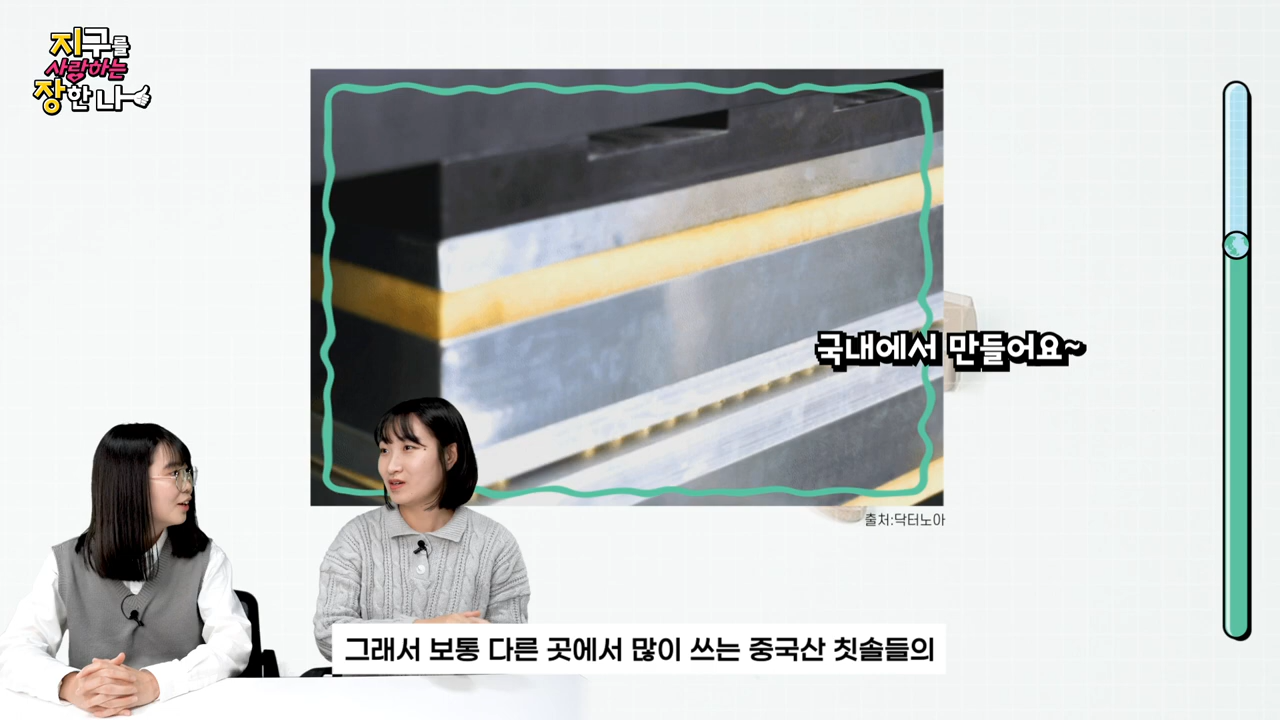 지구를
사랑하는
장한 나
국내에서 만들어요~
출처:닥터노아
그래서 보통 다른 곳에서 많이 쓰는 중국산 칫솔들의